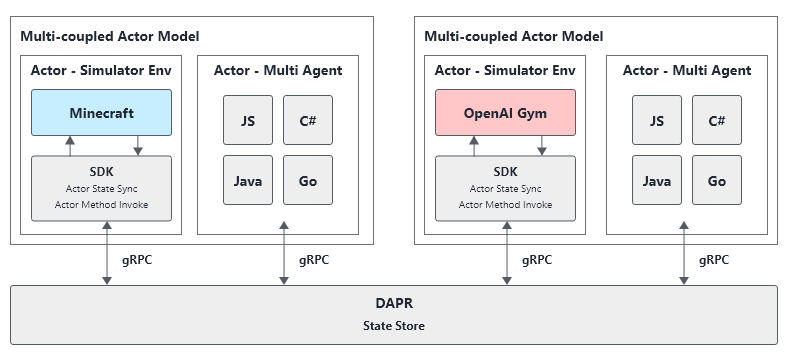 Multi-coupled Actor Model
Actor - Simulator Env
Minecraft
SDK
Actor State Sync
Actor Method Invoke
Actor - Multi Agent
JS
C#
Java
Go
gRPC
gRPC
Multi-coupled Actor Model
Actor - Simulator Env
OpenAI Gym
SDK
Actor State Sync
Actor Method Invoke
Actor - Multi Agent
JS
C#
Java
Go
gRPC
gRPC
DAPR
State Store